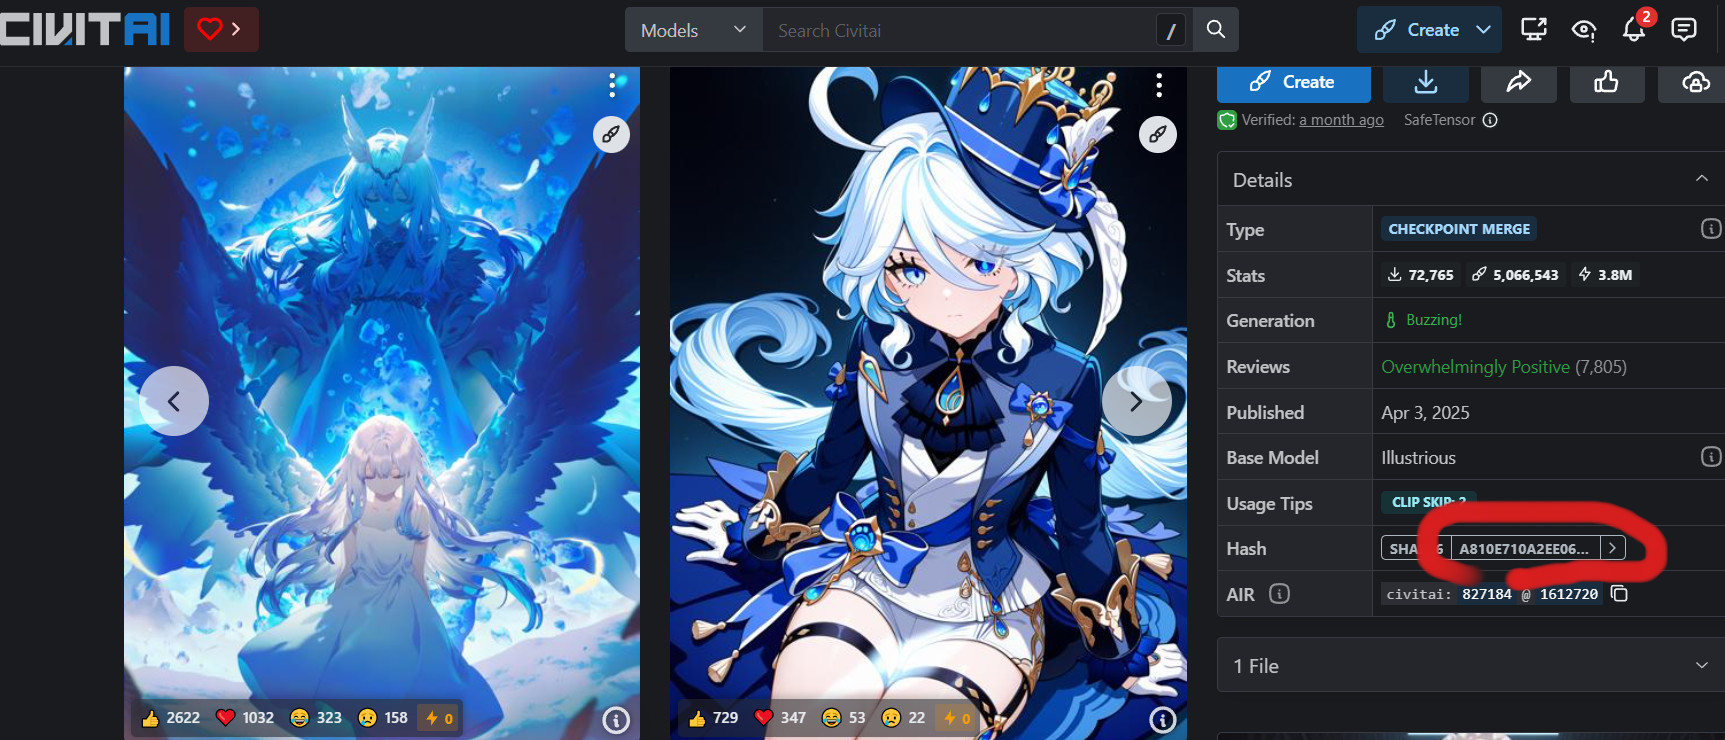 CIVITAI
Models
Search Civitai
/
Create
2
Create
Verified: a month ago
SafeTensor
Details
Type
CHECKPOINT MERGE
Stats
72,765
5,066,543
3.8M
Generation
Buzzing!
Reviews
Overwhelmingly Positive (7,805)
Published
Apr 3, 2025
Base Model
Illustrious
Usage Tips
CLIP SKIP: 2
Hash
A810E710A2EE06...
AIR
civitai: 827184 @ 1612720
1 File
2622
1032
323
158
0
729
347
53
22
0